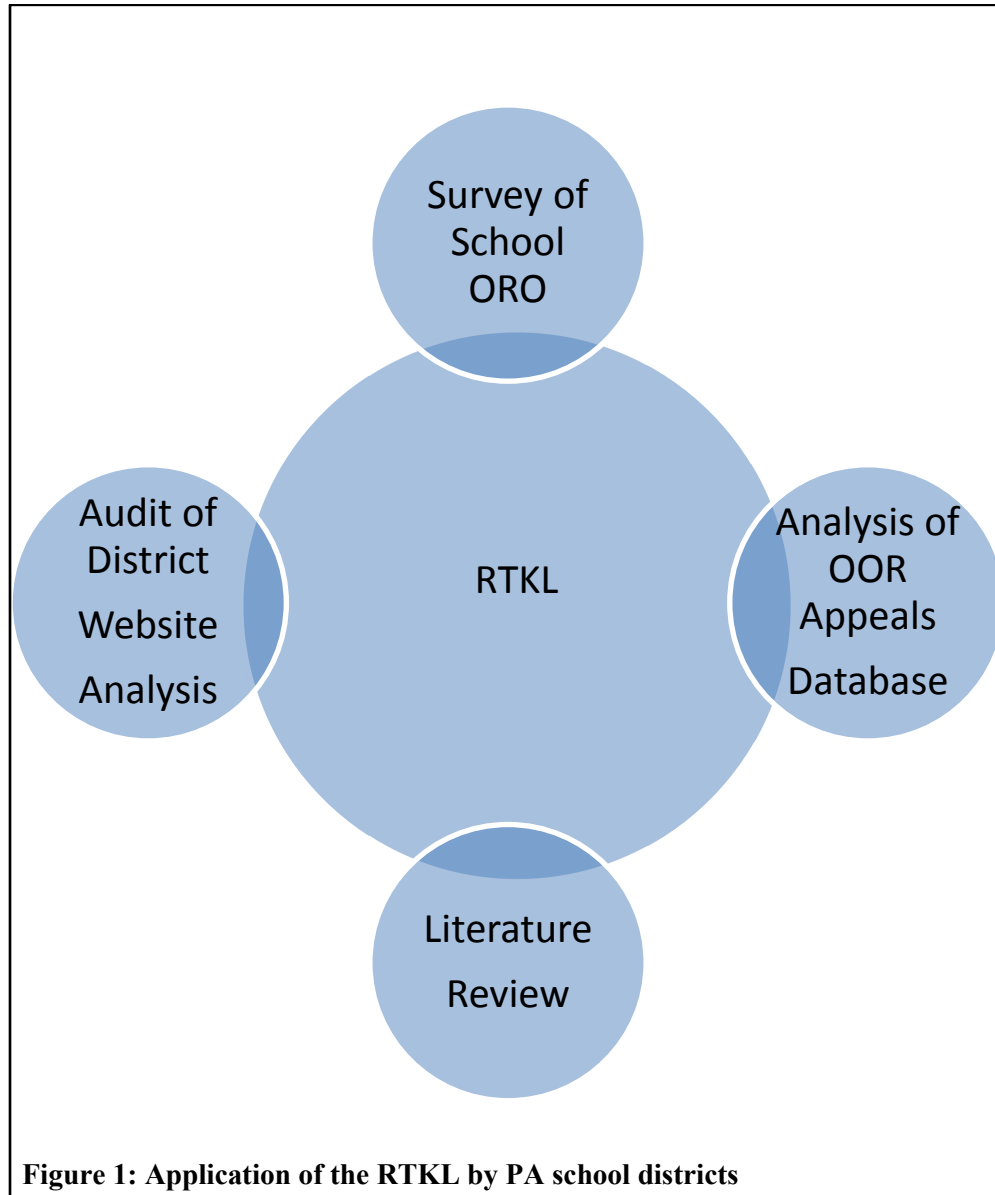 Survey of
School
ORO
Audit of
District
Website
Analysis
RTKL
Analysis of
OOR
Appeals
Database
Literature
Review
Figure 1: Application of the RTKL by PA school districts